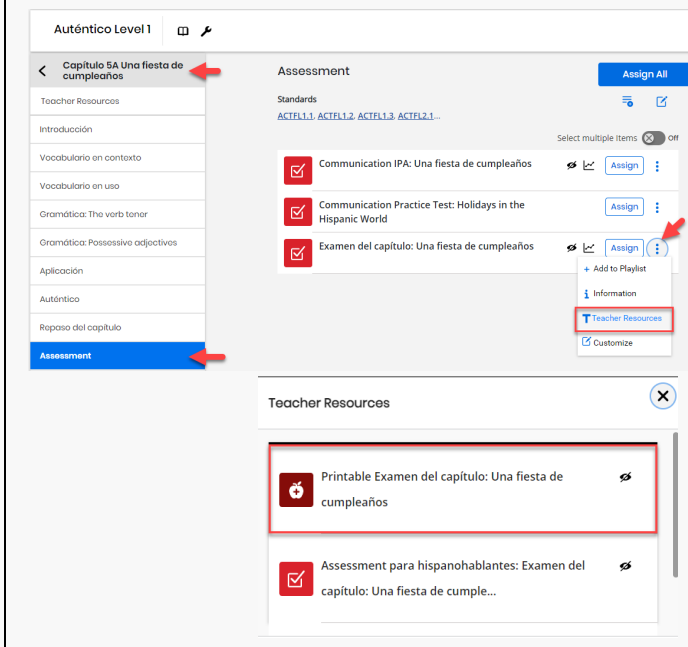 Auténtico Level 1
Capítulo 5A Una fiesta de
cumpleaños
Teacher Resources
Introducción
Vocabulario en contexto
Vocabulario en uso
Gramática: The verb tener
Gramática: Possessive adjectives
Aplicación
Auténtico
Repaso del capítulo
Assessment
Assessment
Assign All
Standards
ACTFL1.1, ACTFL1.2, ACTFL1.3, ACTFL2.1...
Select multiple Items
Off
Communication IPA: Una fiesta de cumpleaños
Assign
Communication Practice Test: Holidays in the
Hispanic World
Assign
Examen del capítulo: Una fiesta de cumpleaños
Assign
+ Add to Playlist
i Information
T Teacher Resources
Customize
Teacher Resources
Printable Examen del capítulo: Una fiesta de
cumpleaños
Assessment para hispanohablantes: Examen del
capítulo: Una fiesta de cumple...